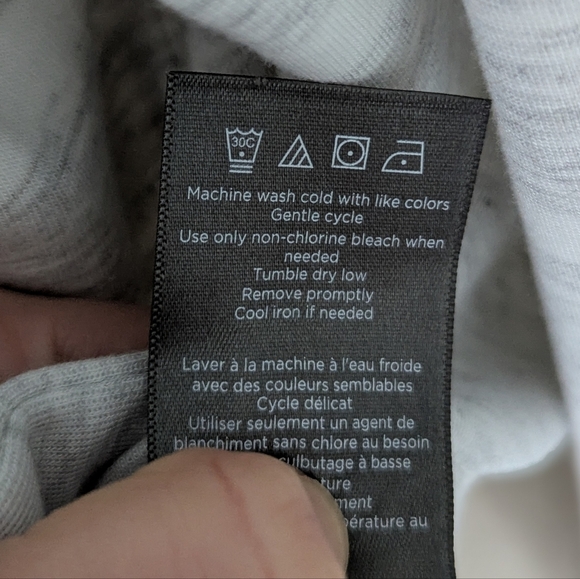 30C
Machine wash cold with like colors
Gentle cycle
Use only non-chlorine bleach when
needed
Tumble dry low
Remove promptly
Cool iron if needed
Laver à la machine à l'eau froide
avec des couleurs semblables
Cycle délicat
Utiliser seulement un agent de
blanchiment sans chlore au besoin
à basse
au